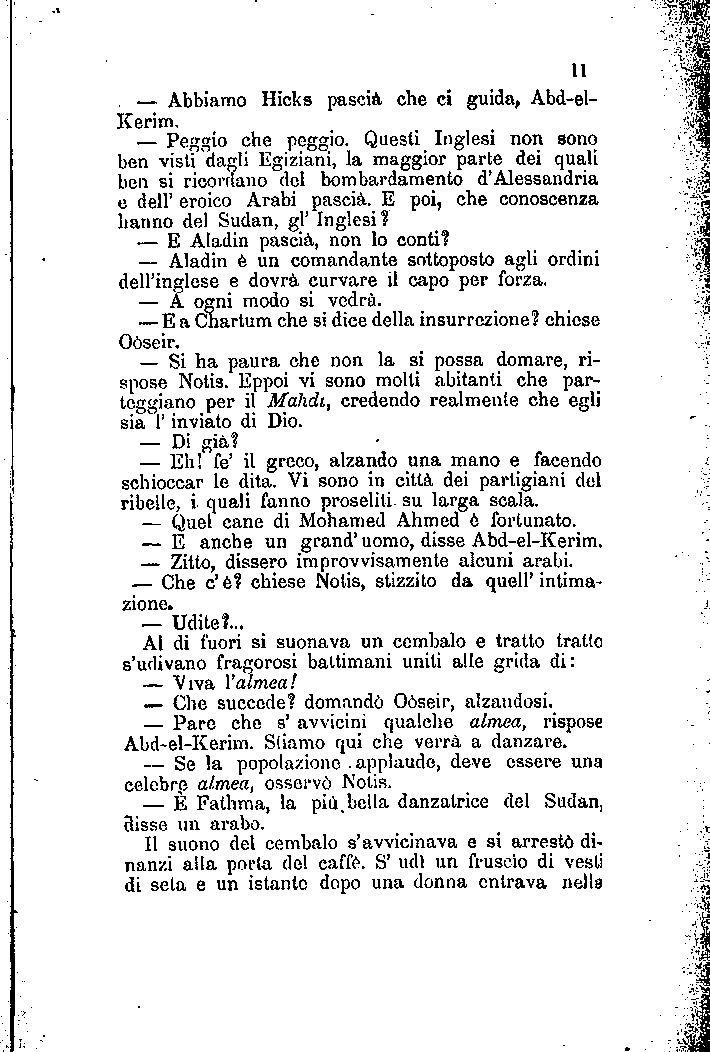 11
— Abbiamo Hicks pascià che ci guida, Abd-el-
Kerim.
— Peggio che peggio. Questi Inglesi non sono
ben visti dagli Egiziani, la maggior parte dei quali
ben si ricordano del bombardamento d'Alessandria
e dell' eroico Arabi pascià. E poi, che conoscenza
hanno del Sudan, gl' Inglesi?
— E Aladin pascià, non lo conti?
— Aladin è un comandante sottoposto agli ordini
dell'inglese e dovrà curvare il capo per forza.
— A ogni modo si vedrà.
— E a Chartum che si dice della insurrezione? chiese
Oòseir.
— Si ha paura che non la si possa domare, ri-
spose Notis. Eppoi vi sono molti abitanti che par-
teggiano per il Mahdi, credendo realmente che egli
sia l' inviato di Dio.
— Di già?
— Eh! fe' il greco, alzando una mano e facendo
schioccar le dita. Vi sono in città dei partigiani del
ribelle, i quali fanno proseliti su larga scala.
— Quel cane di Mohamed Ahmed è fortunato.
— E anche un grand' uomo, disse Abd-el-Kerim.
— Zitto, dissero improvvisamente alcuni arabi.
— Che c' è? chiese Notis, stizzito da quell' intima-
zione.
— Udite?...
Al di fuori si suonava un cembalo e tratto tratto
s'udivano fragorosi battimani uniti alle grida di:
— Viva l'almea!
— Che succede? domandò Oòseir, alzandosi.
— Pare che s' avvicini qualche almea, rispose
Abd-el-Kerim. Stiamo qui che verrà a danzare.
— Se la popolazione applaude, deve essere una
celebre almea, osservò Notis.
— È Fathma, la più bella danzatrice del Sudan,
disse un arabo.
Il suono del cembalo s'avvicinava e si arrestò di-
nanzi alla porta del caffè. S' udì un fruscio di vesti
di seta e un istante dopo una donna entrava nella